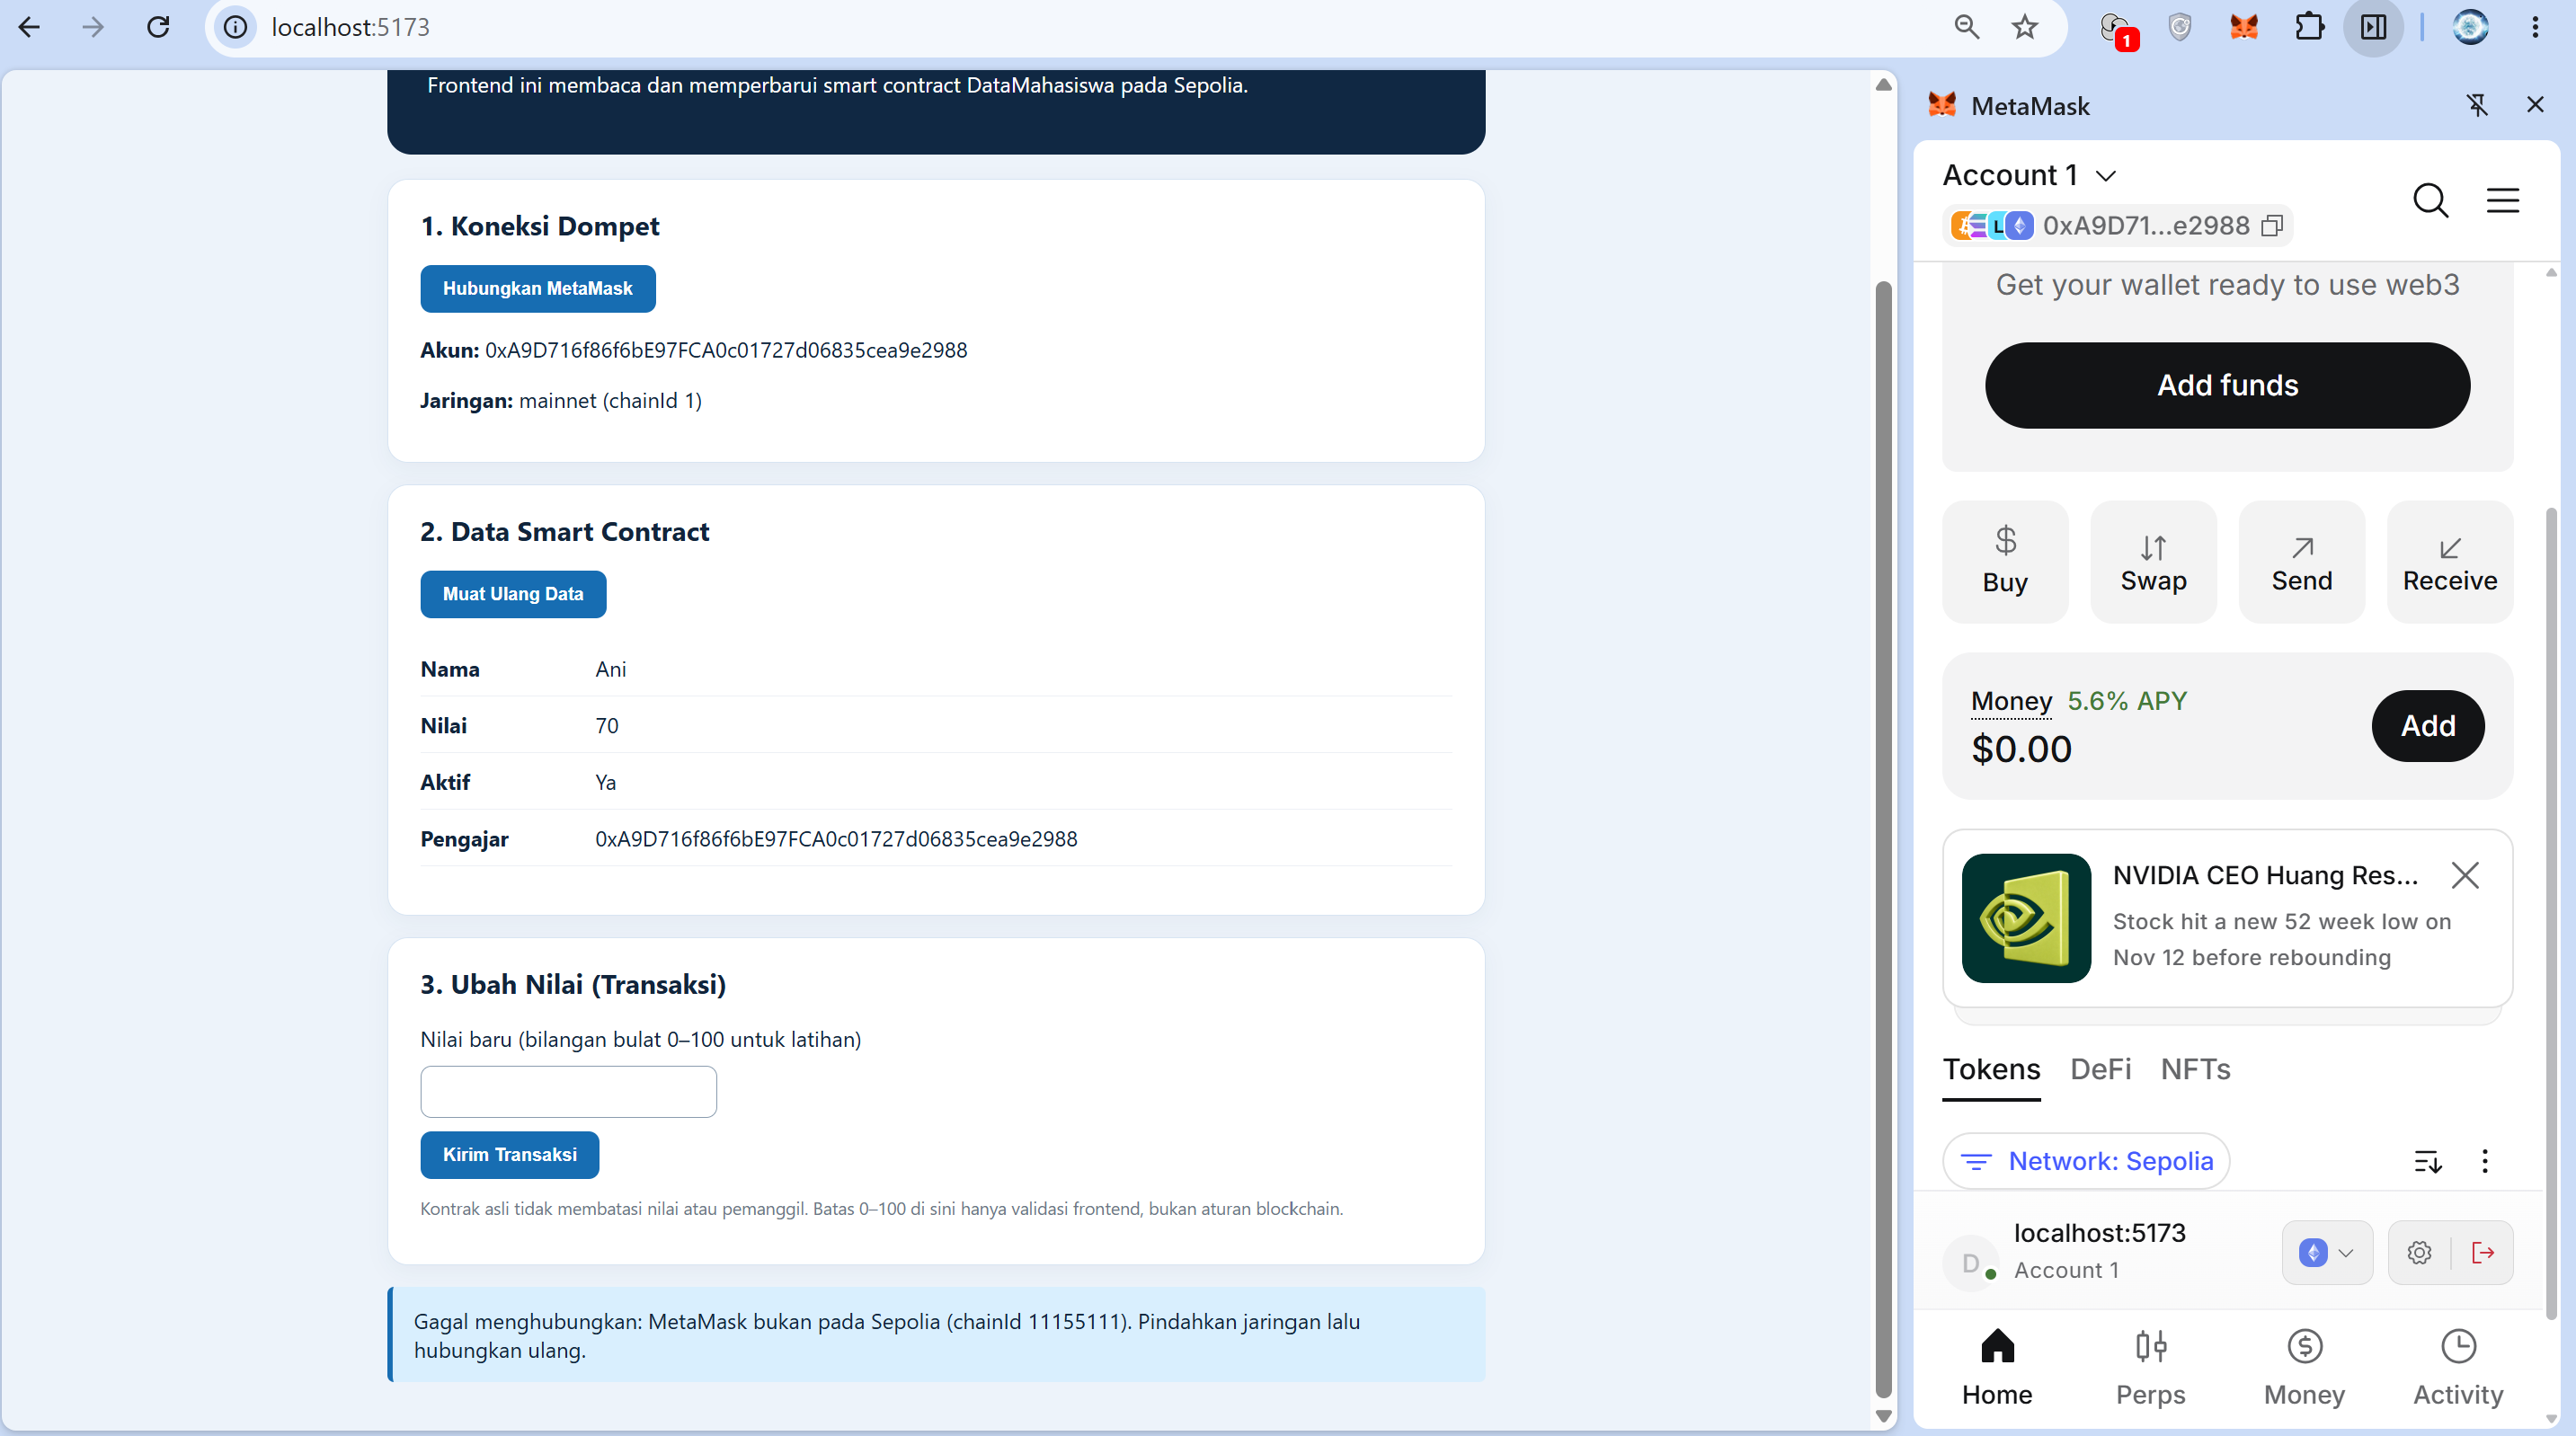 localhost:5173
1
Frontend ini membaca dan memperbarui smart contract DataMahasiswa pada Sepolia.
1. Koneksi Dompet
Hubungkan MetaMask
Akun: 0xA9D716f86f6bE97FCA0c01727d06835cea9e2988
Jaringan: mainnet (chainId 1)
2. Data Smart Contract
Muat Ulang Data
Nama Ani
Nilai 70
Aktif Ya
Pengajar 0xA9D716f86f6bE97FCA0c01727d06835cea9e2988
3. Ubah Nilai (Transaksi)
Nilai baru (bilangan bulat 0–100 untuk latihan)
Kirim Transaksi
Kontrak asli tidak membatasi nilai atau pemanggil. Batas 0–100 di sini hanya validasi frontend, bukan aturan blockchain.
Gagal menghubungkan: MetaMask bukan pada Sepolia (chainId 11155111). Pindahkan jaringan lalu
hubungkan ulang.
MetaMask
Account 1
L 0xA9D71...e2988
Get your wallet ready to use web3
Add funds
Buy Swap Send Receive
Money 5.6% APY
$0.00
Add
NVIDIA CEO Huang Res...
Stock hit a new 52 week low on
Nov 12 before rebounding
Tokens DeFi NFTs
Network: Sepolia
D
localhost:5173
Account 1
Home Perps Money Activity